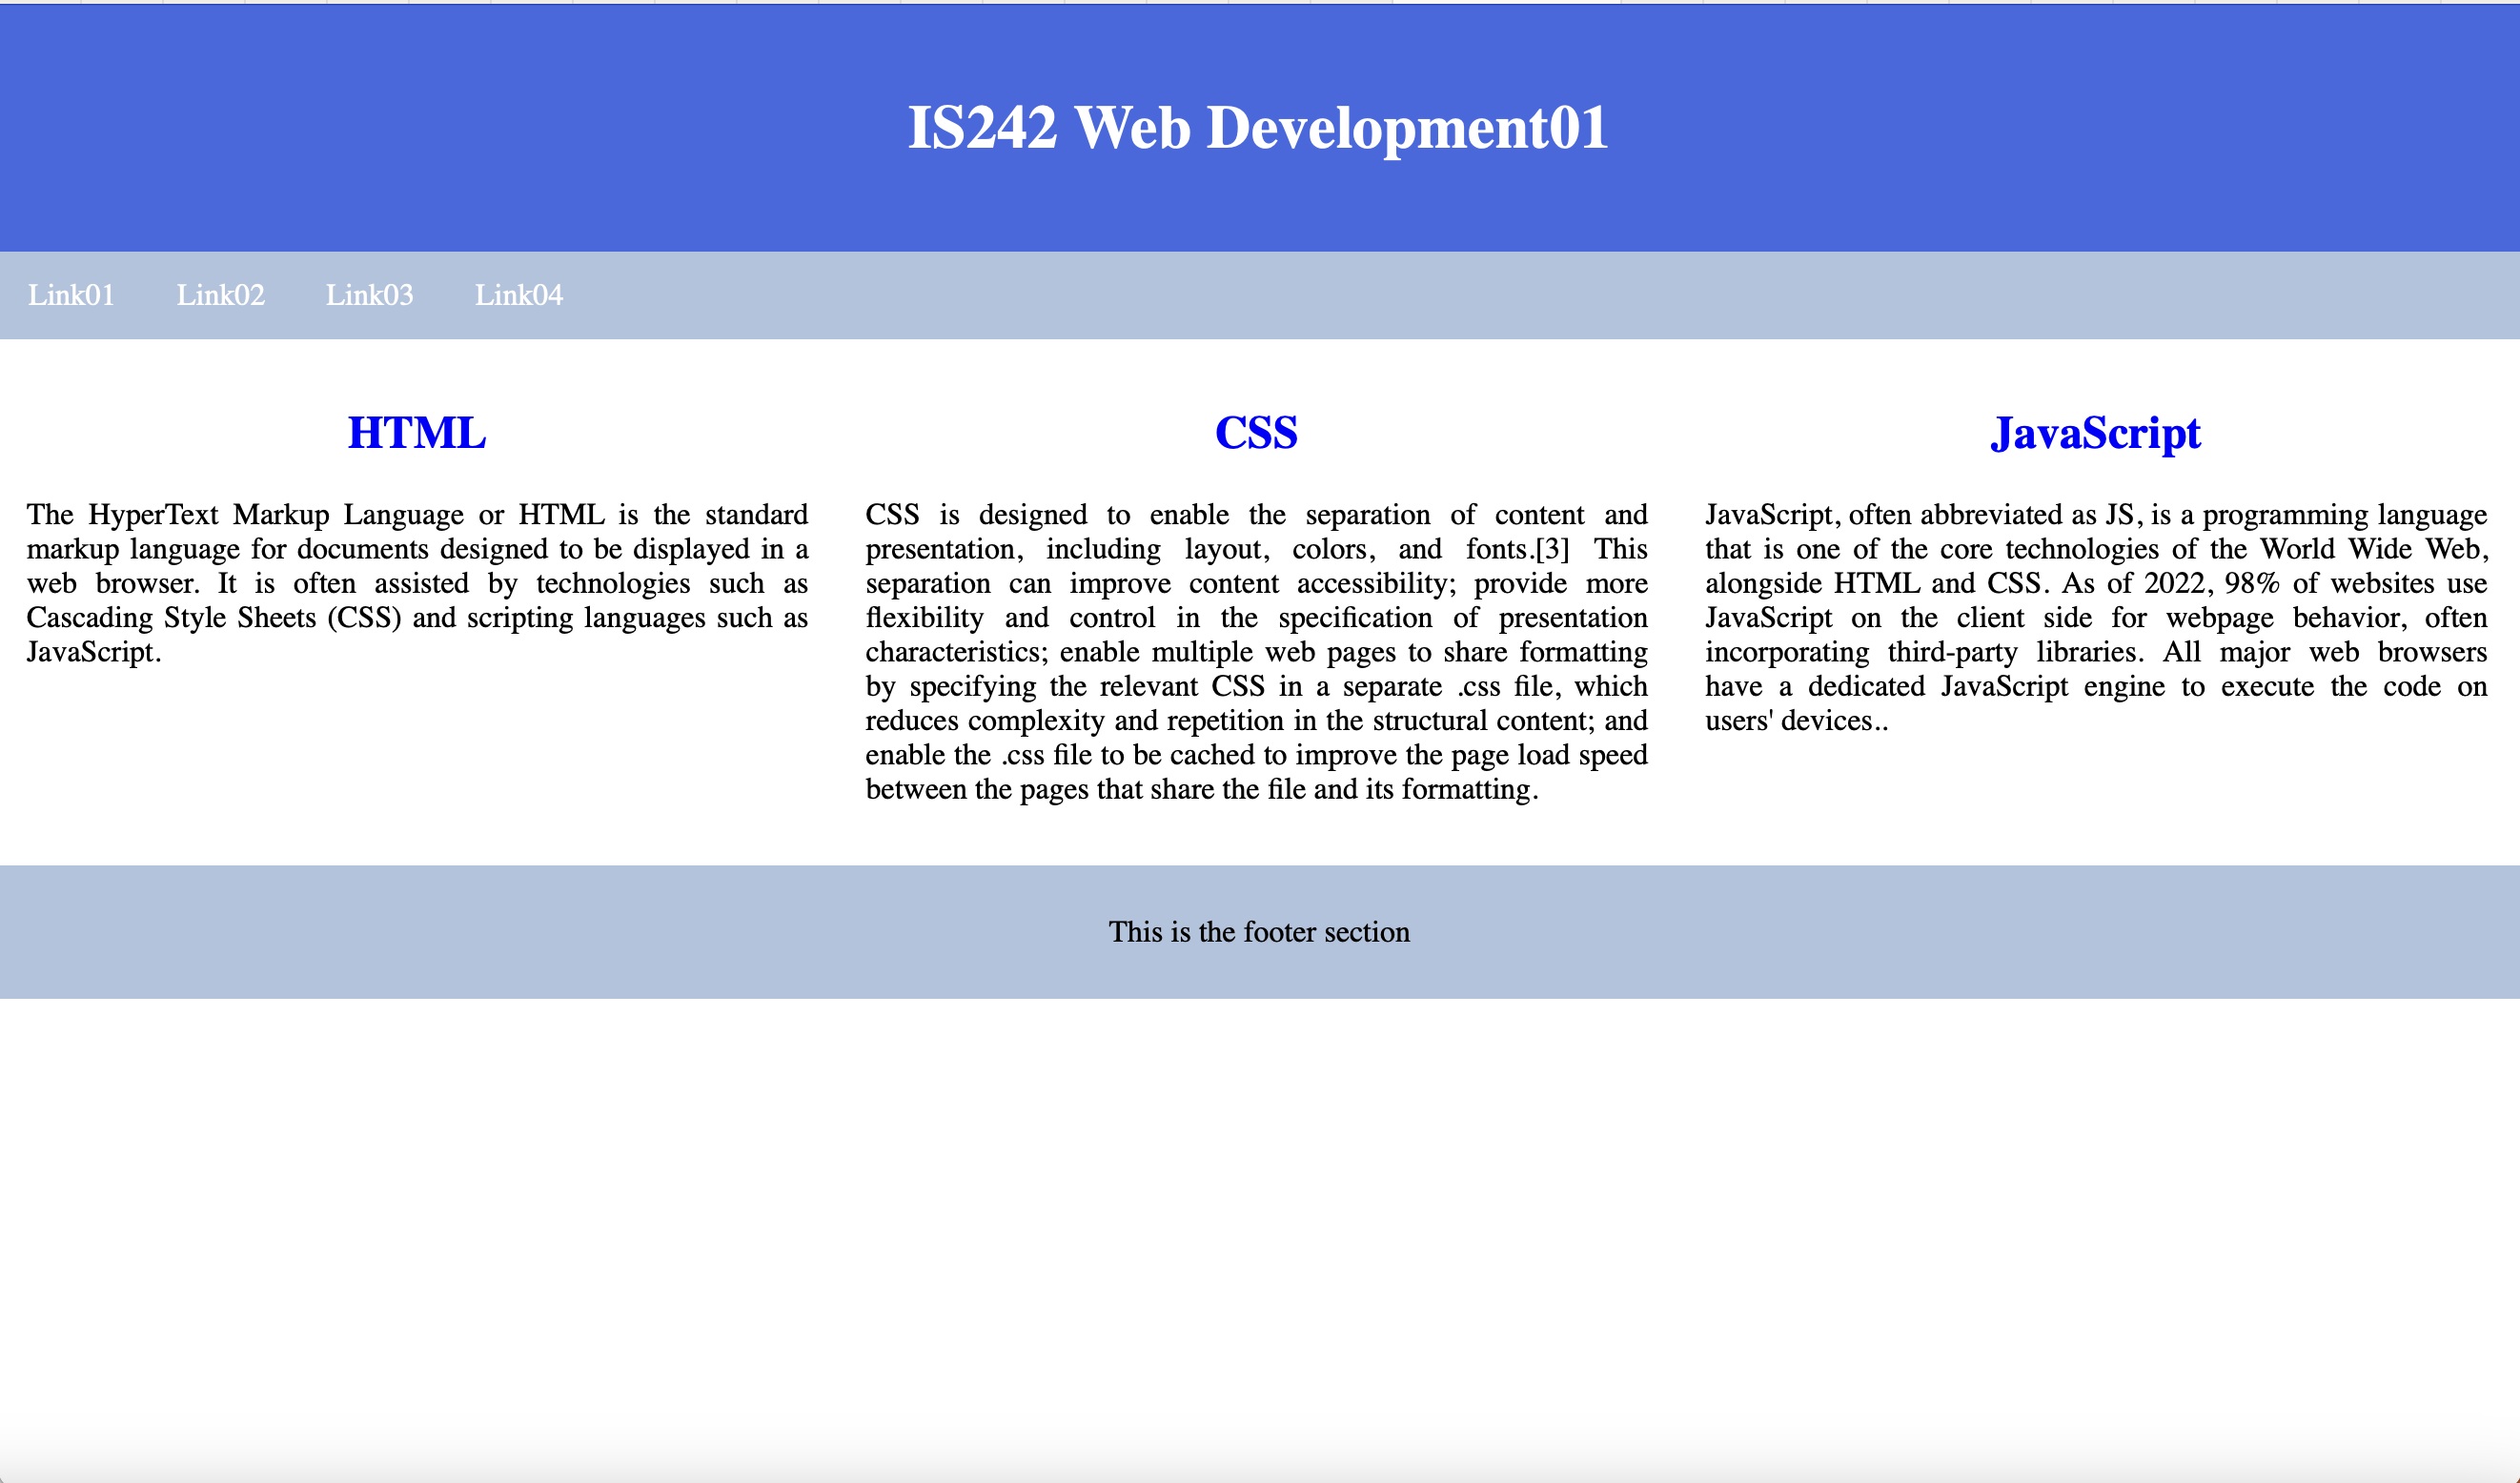 IS242 Web Development01
Link01 Link02 Link03 Link04
HTML
The HyperText Markup Language or HTML is the standard
markup language for documents designed to be displayed in a
web browser. It is often assisted by technologies such as
Cascading Style Sheets (CSS) and scripting languages such as
JavaScript.
CSS
CSS is designed to enable the separation of content and
presentation, including layout, colors, and fonts.[3] This
separation can improve content accessibility; provide more
flexibility and control in the specification of presentation
characteristics; enable multiple web pages to share formatting
by specifying the relevant CSS in a separate .css file, which
reduces complexity and repetition in the structural content; and
enable the .css file to be cached to improve the page load speed
between the pages that share the file and its formatting.
JavaScript
JavaScript, often abbreviated as JS, is a programming language
that is one of the core technologies of the World Wide Web,
alongside HTML and CSS. As of 2022, 98% of websites use
JavaScript on the client side for webpage behavior, often
incorporating third-party libraries. All major web browsers
have a dedicated JavaScript engine to execute the code on
users' devices..
This is the footer section